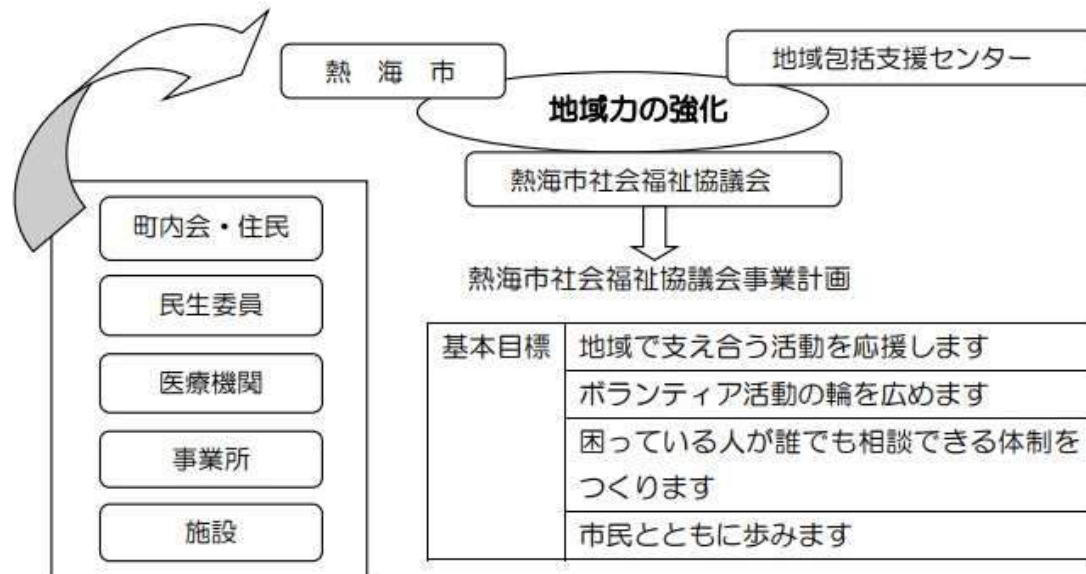 熱 海 市
地域包括支援センター
地域力の強化
熱海市社会福祉協議会
町内会・住民
民生委員
医療機関
事業所
施設
熱海市社会福祉協議会事業計画
基本目標
地域で支え合う活動を応援します
ボランティア活動の輪を広めます
困っている人が誰でも相談できる体制を
つくります
市民とともに歩みます